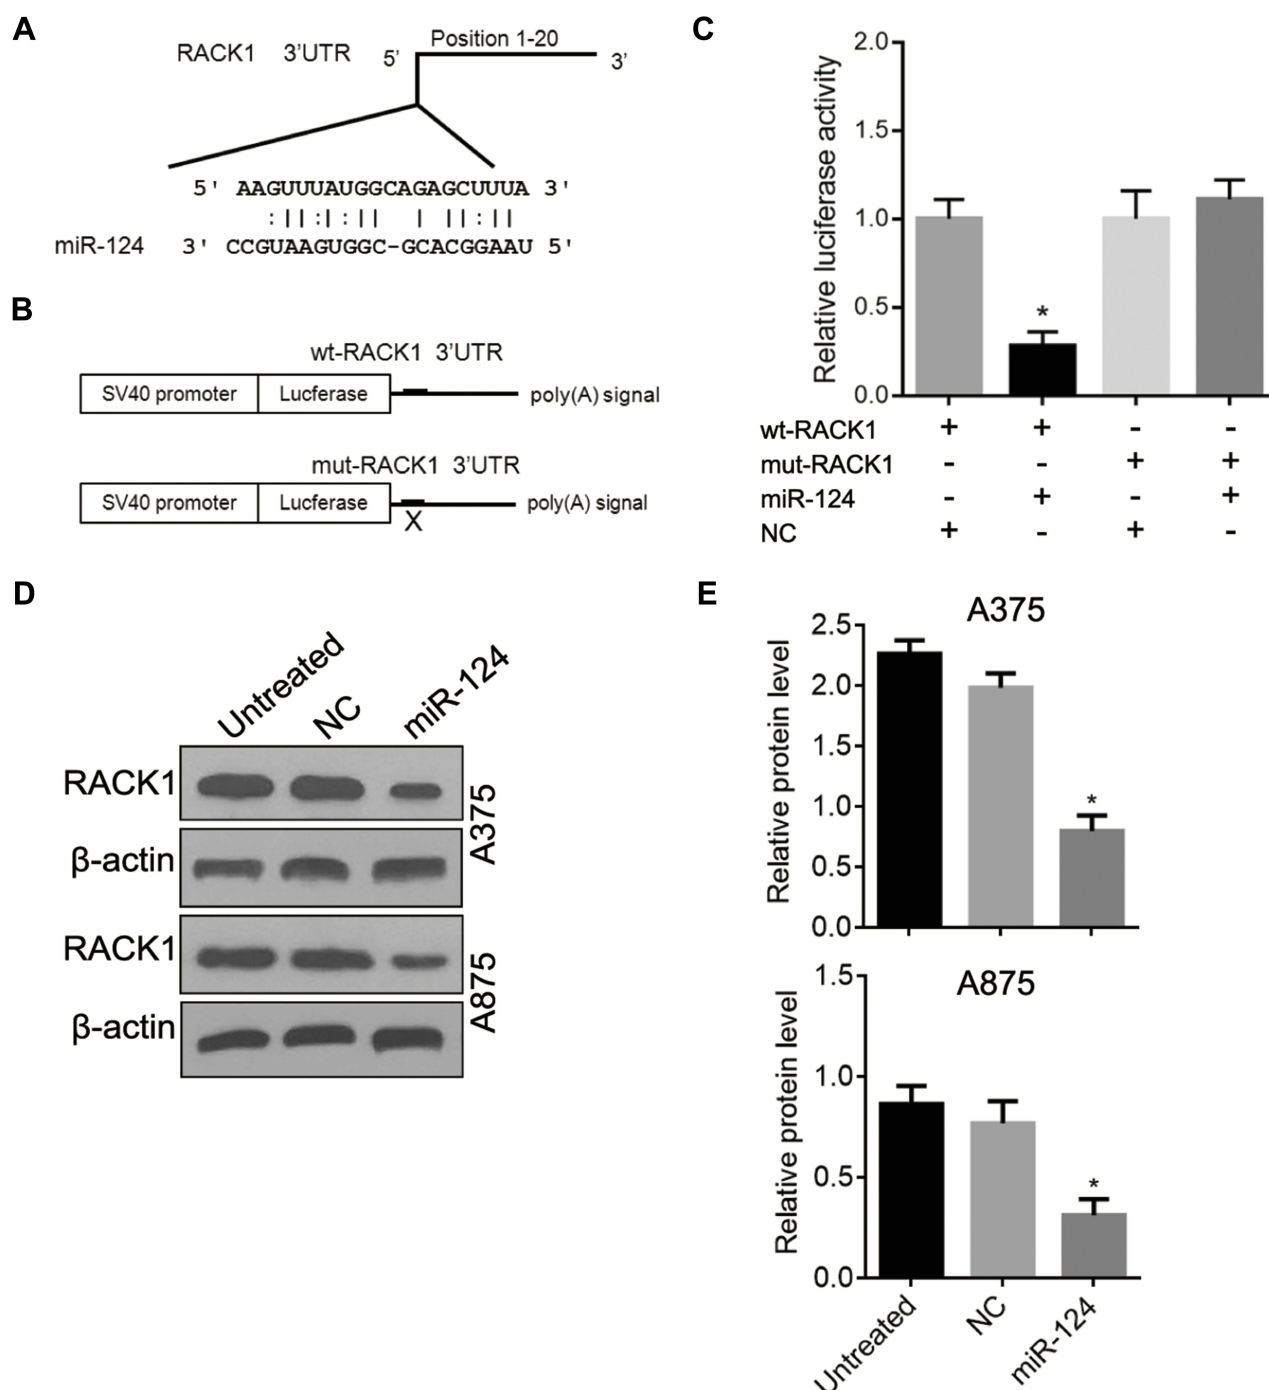 A
RACK1 3'UTR 5' Position 1-20 3'
5' AAGUUUAUGGCAGAGCUUUA 3'
:||:|:|| | ||:||
miR-124 3' CCGUAAGUGGC-GCACGGAAU 5'
B
wt-RACK1 3'UTR
SV40 promoter Lucferase poly(A) signal
mut-RACK1 3'UTR
SV40 promoter Lucferase poly(A) signal
X
C
Relative luciferase activity
2.0
1.5
1.0
0.5
0.0
*
wt-RACK1 + + - -
mut-RACK1 - - + +
miR-124 - + - +
NC + - + -
D
Untreated NC miR-124
RACK1
β-actin
A375
RACK1
β-actin
A875
E
A375
Relative protein level
2.5
2.0
1.5
1.0
0.5
0.0
*
A875
Relative protein level
1.5
1.0
0.5
0.0
*
Untreated NC miR-124